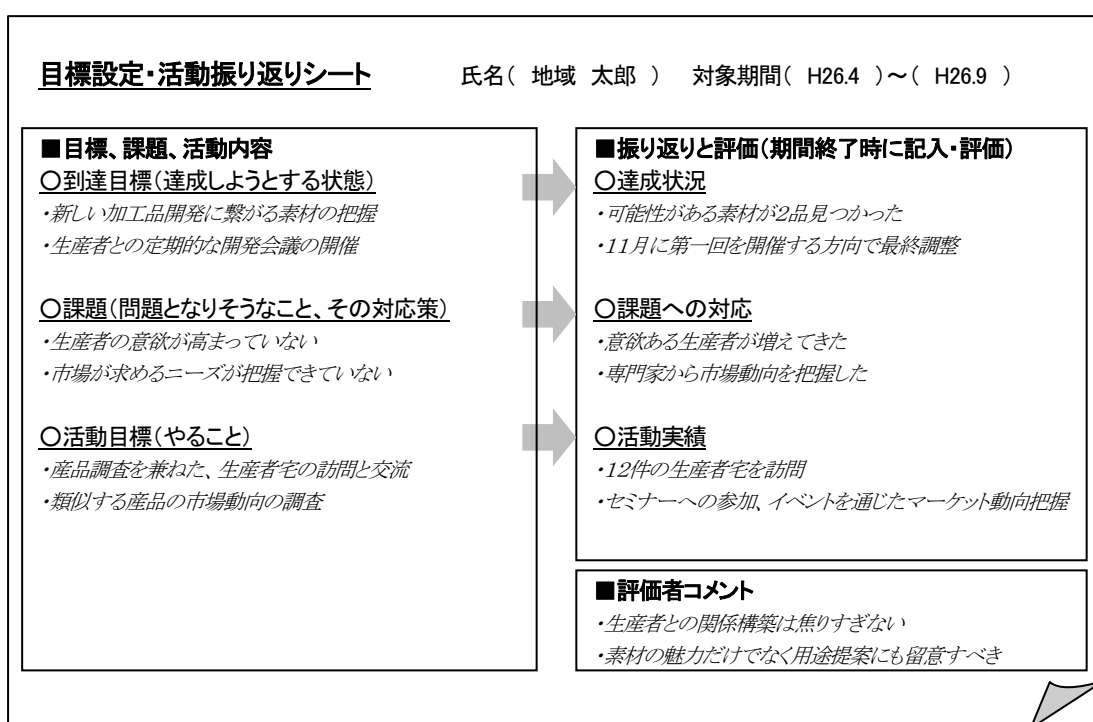 目標設定・活動振り返りシート 氏名( 地域 太郎 ) 対象期間( H26.4 )～( H26.9 )
■目標、課題、活動内容
○到達目標(達成しようとする状態)
・新しい加工品開発に繋がる素材の把握
・生産者との定期的な開発会議の開催
○課題(問題となりそうなこと、その対応策)
・生産者の意欲が高まっていない
・市場が求めるニーズが把握できていない
○活動目標(やること)
・産品調査を兼ねた、生産者宅の訪問と交流
・類似する産品の市場動向の調査
■振り返りと評価(期間終了時に記入・評価)
○達成状況
・可能性がある素材が2品見つかった
・11月に第一回を開催する方向で最終調整
○課題への対応
・意欲ある生産者が増えてきた
・専門家から市場動向を把握した
○活動実績
・12件の生産者宅を訪問
・セミナーへの参加、イベントを通じたマーケット動向把握
■評価者コメント
・生産者との関係構築は焦りすぎない
・素材の魅力だけでなく用途提案にも留意すべき